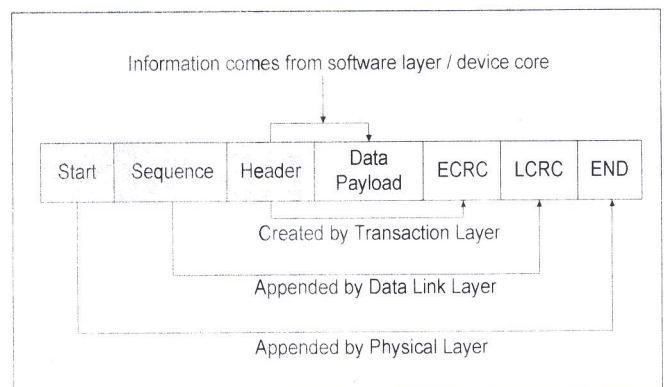 Information comes from software layer / device core
Start Sequence Header Data Payload ECRC LCRC END
Created by Transaction Layer
Appended by Data Link Layer
Appended by Physical Layer